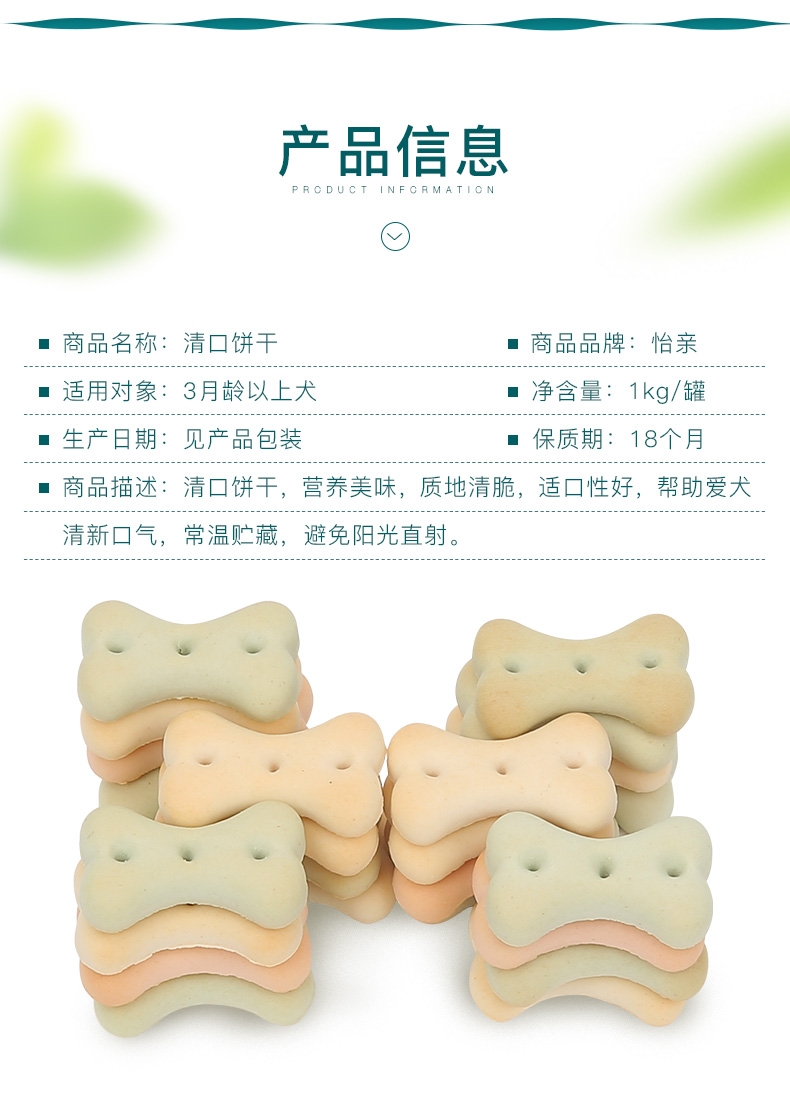 产品信息
PRODUCT INFORMATION
商品名称：清口饼干 商品品牌：怡亲
适用对象：3月龄以上犬 净含量：1kg/罐
生产日期：见产品包装 保质期：18个月
商品描述：清口饼干，营养美味，质地清脆，适口性好，帮助爱犬
清新口气，常温贮藏，避免阳光直射。